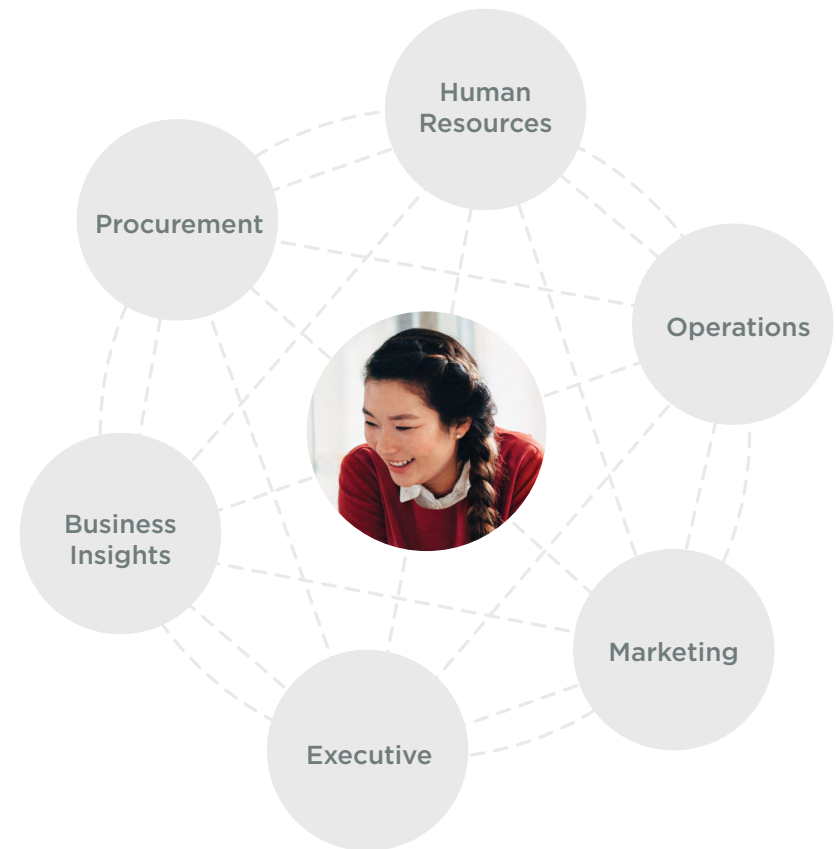 Human
Resources
Procurement
Operations
Business
Insights
Marketing
Executive